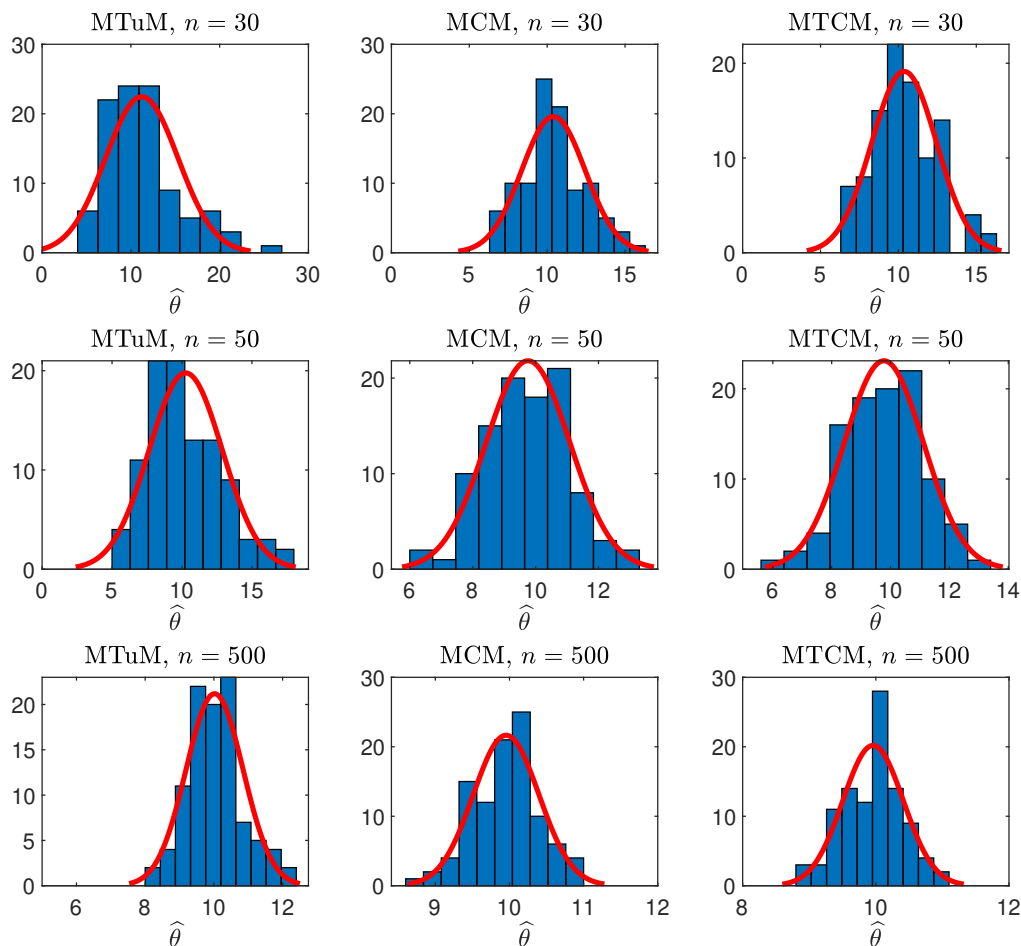 MTuM, n = 30 MCM, n = 30 MTCM, n = 30
30 30
20 20 20
10 10 10
0 0 0
0 10 20 30 0 5 10 15 0 5 10 15
θ̂ θ̂ θ̂
MTuM, n = 50 MCM, n = 50 MTCM, n = 50
20 20 20
10 10 10
0 0 0
0 5 10 15 6 8 10 12 6 8 10 12 14
θ̂ θ̂ θ̂
MTuM, n = 500 MCM, n = 500 MTCM, n = 500
30 30
20 20 20
15
10 10 10
5
0 0 0
6 8 10 12 9 10 11 12 8 10 12
θ̂ θ̂ θ̂